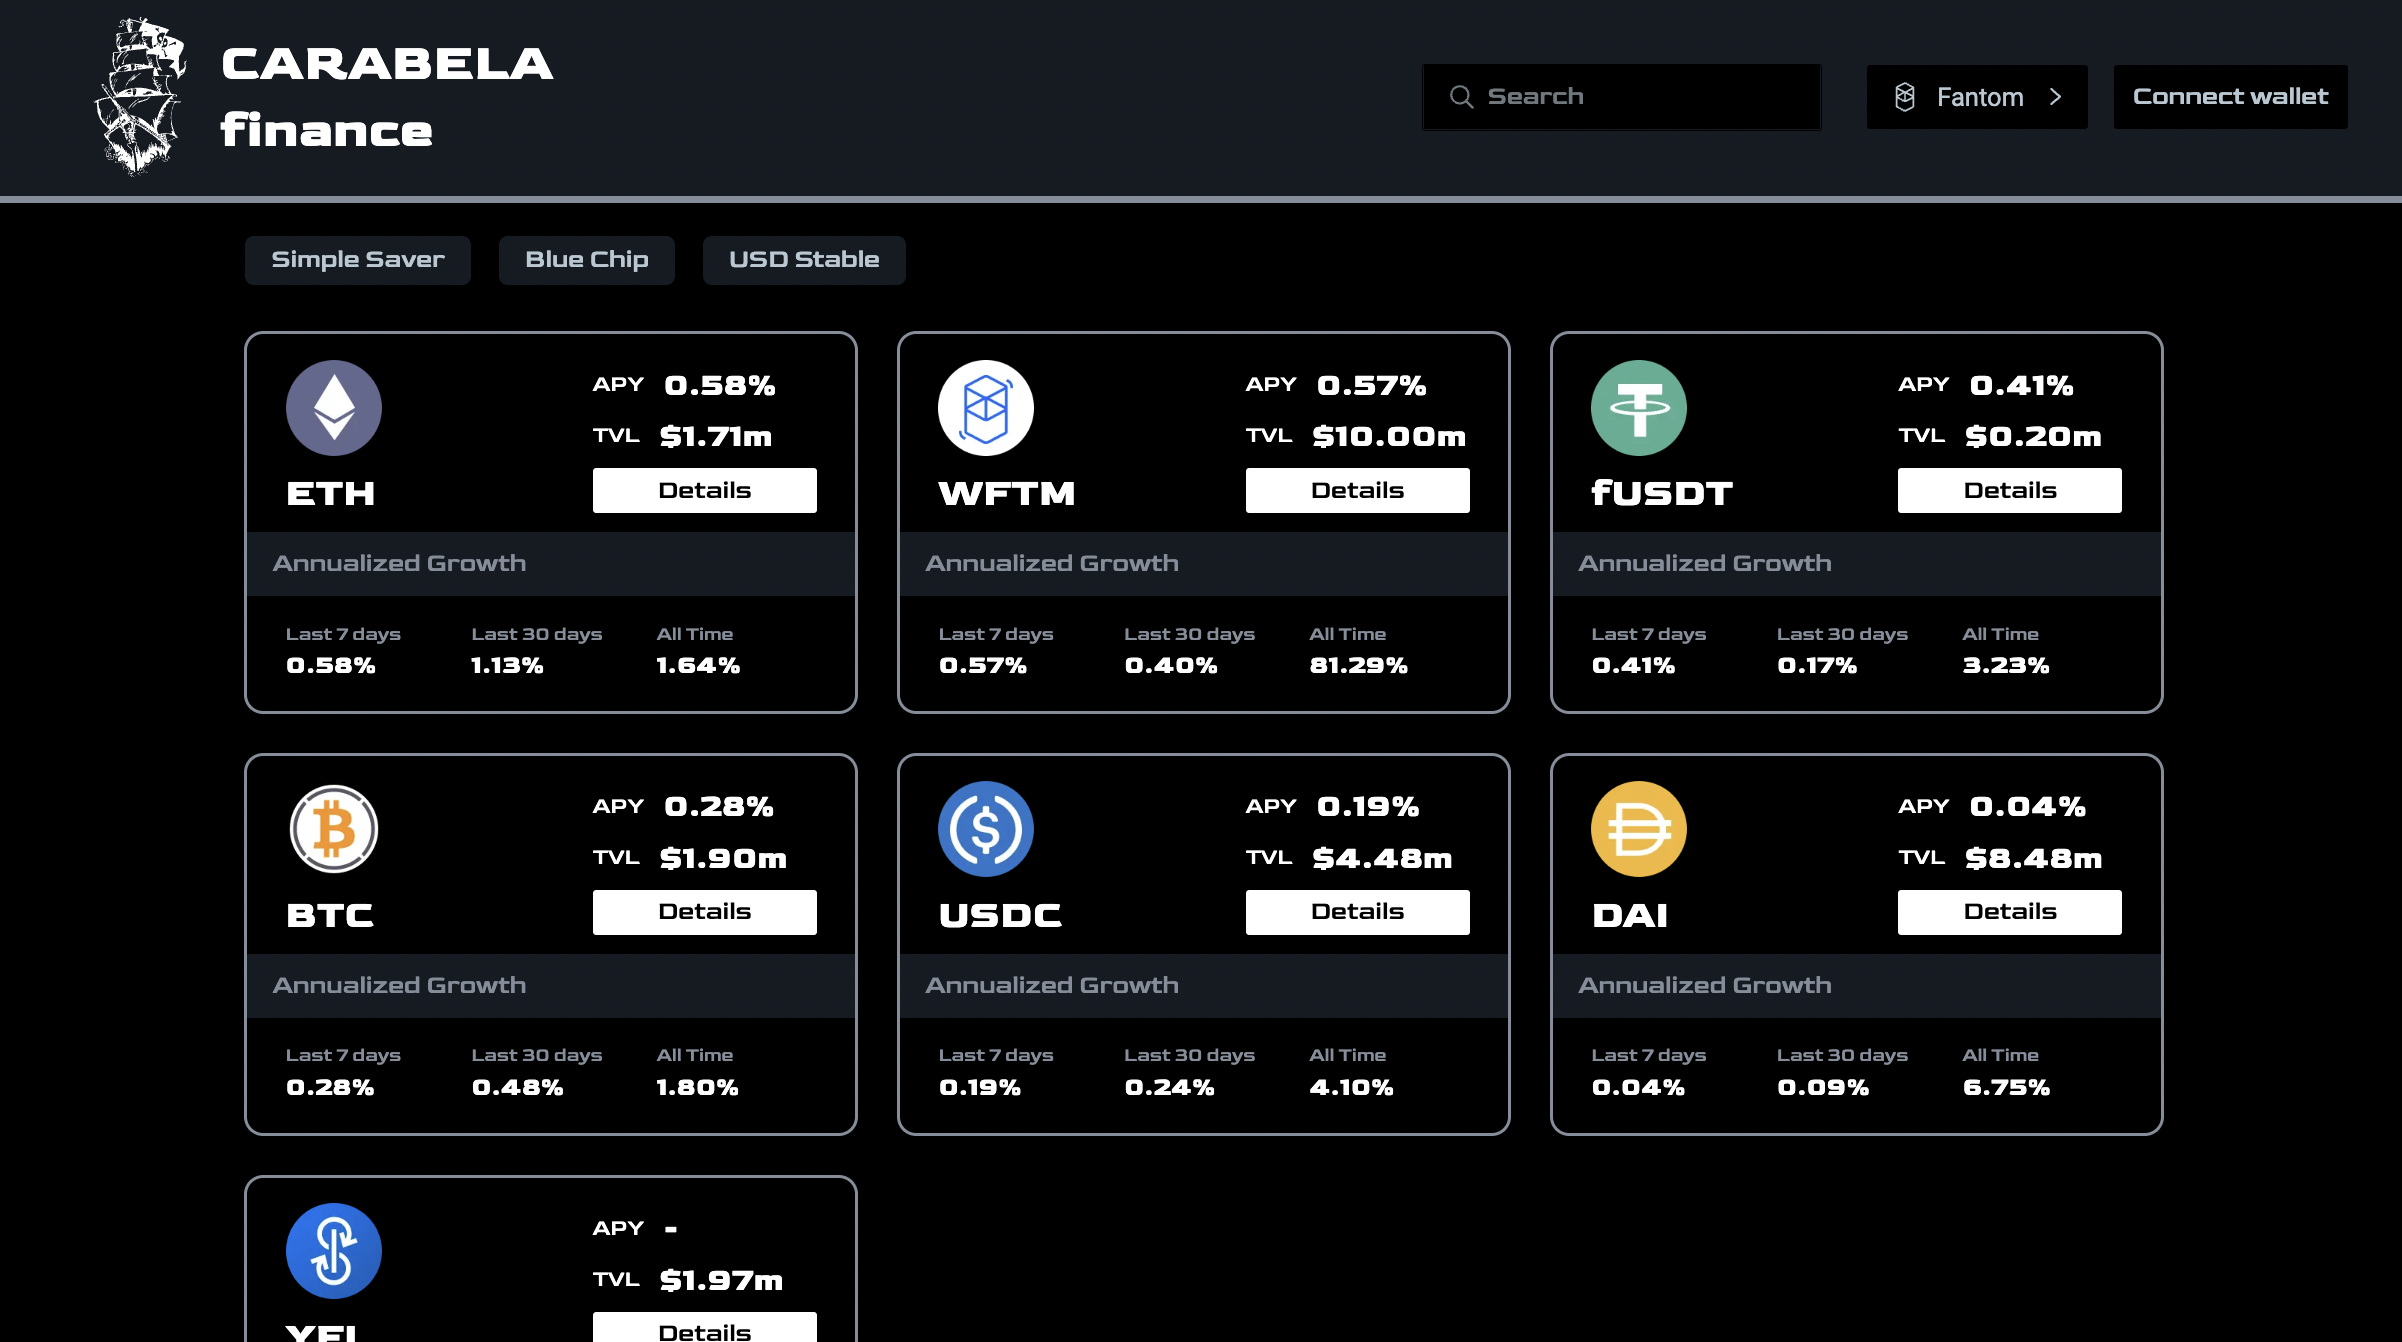 CARABELA
finance
Search
Fantom
Connect wallet
Simple Saver
Blue Chip
USD Stable
APY 0.58%
TVL $1.71m
ETH
Details
Annualized Growth
Last 7 days
Last 30 days
All Time
0.58%
1.13%
1.64%
APY 0.57%
TVL $10.00m
WFTM
Details
Annualized Growth
Last 7 days
Last 30 days
All Time
0.57%
0.40%
81.29%
APY 0.41%
TVL $0.20m
fUSDT
Details
Annualized Growth
Last 7 days
Last 30 days
All Time
0.41%
0.17%
3.23%
APY 0.28%
TVL $1.90m
BTC
Details
Annualized Growth
Last 7 days
Last 30 days
All Time
0.28%
0.48%
1.80%
APY 0.19%
TVL $4.48m
USDC
Details
Annualized Growth
Last 7 days
Last 30 days
All Time
0.19%
0.24%
4.10%
APY 0.04%
TVL $8.48m
DAI
Details
Annualized Growth
Last 7 days
Last 30 days
All Time
0.04%
0.09%
6.75%
APY -
TVL $1.97m
Details